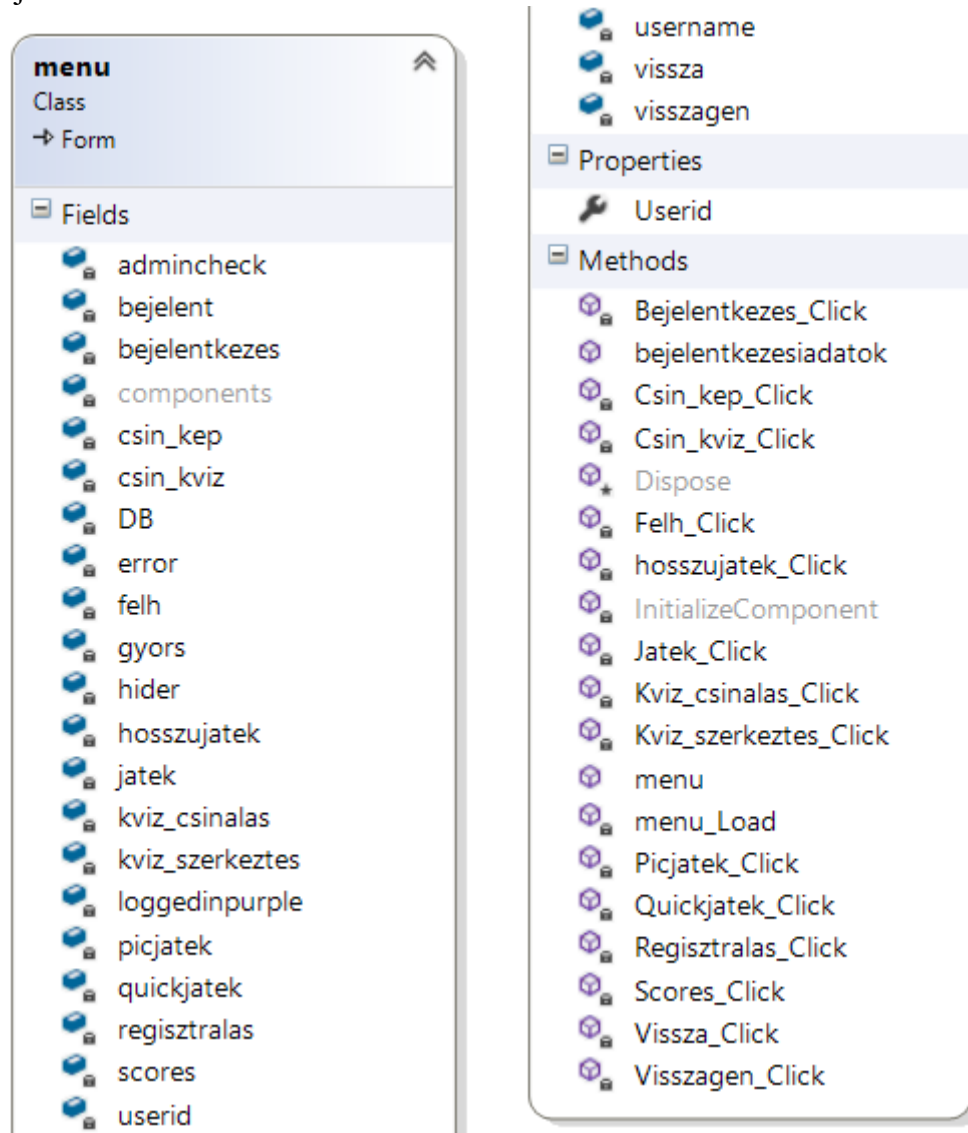 menu
Class
Form
Fields
admincheck
bejelent
bejelentkezes
components
csin_kep
csin_kviz
DB
error
felh
gyors
hider
hosszujatek
jatek
kviz_csinalas
kviz_szerkeztes
loggedinpurple
picjatek
quickjatek
regisztralas
scores
userid
username
vissza
visszagen
Properties
Userid
Methods
Bejelentkezes_Click
bejelentkezesiadatok
Csin_kep_Click
Csin_kviz_Click
Dispose
Felh_Click
hosszujatek_Click
InitializeComponent
Jatek_Click
Kviz_csinalas_Click
Kviz_szerkeztes_Click
menu
menu_Load
Picjatek_Click
Quickjatek_Click
Regisztralas_Click
Scores_Click
Vissza_Click
Visszagen_Click